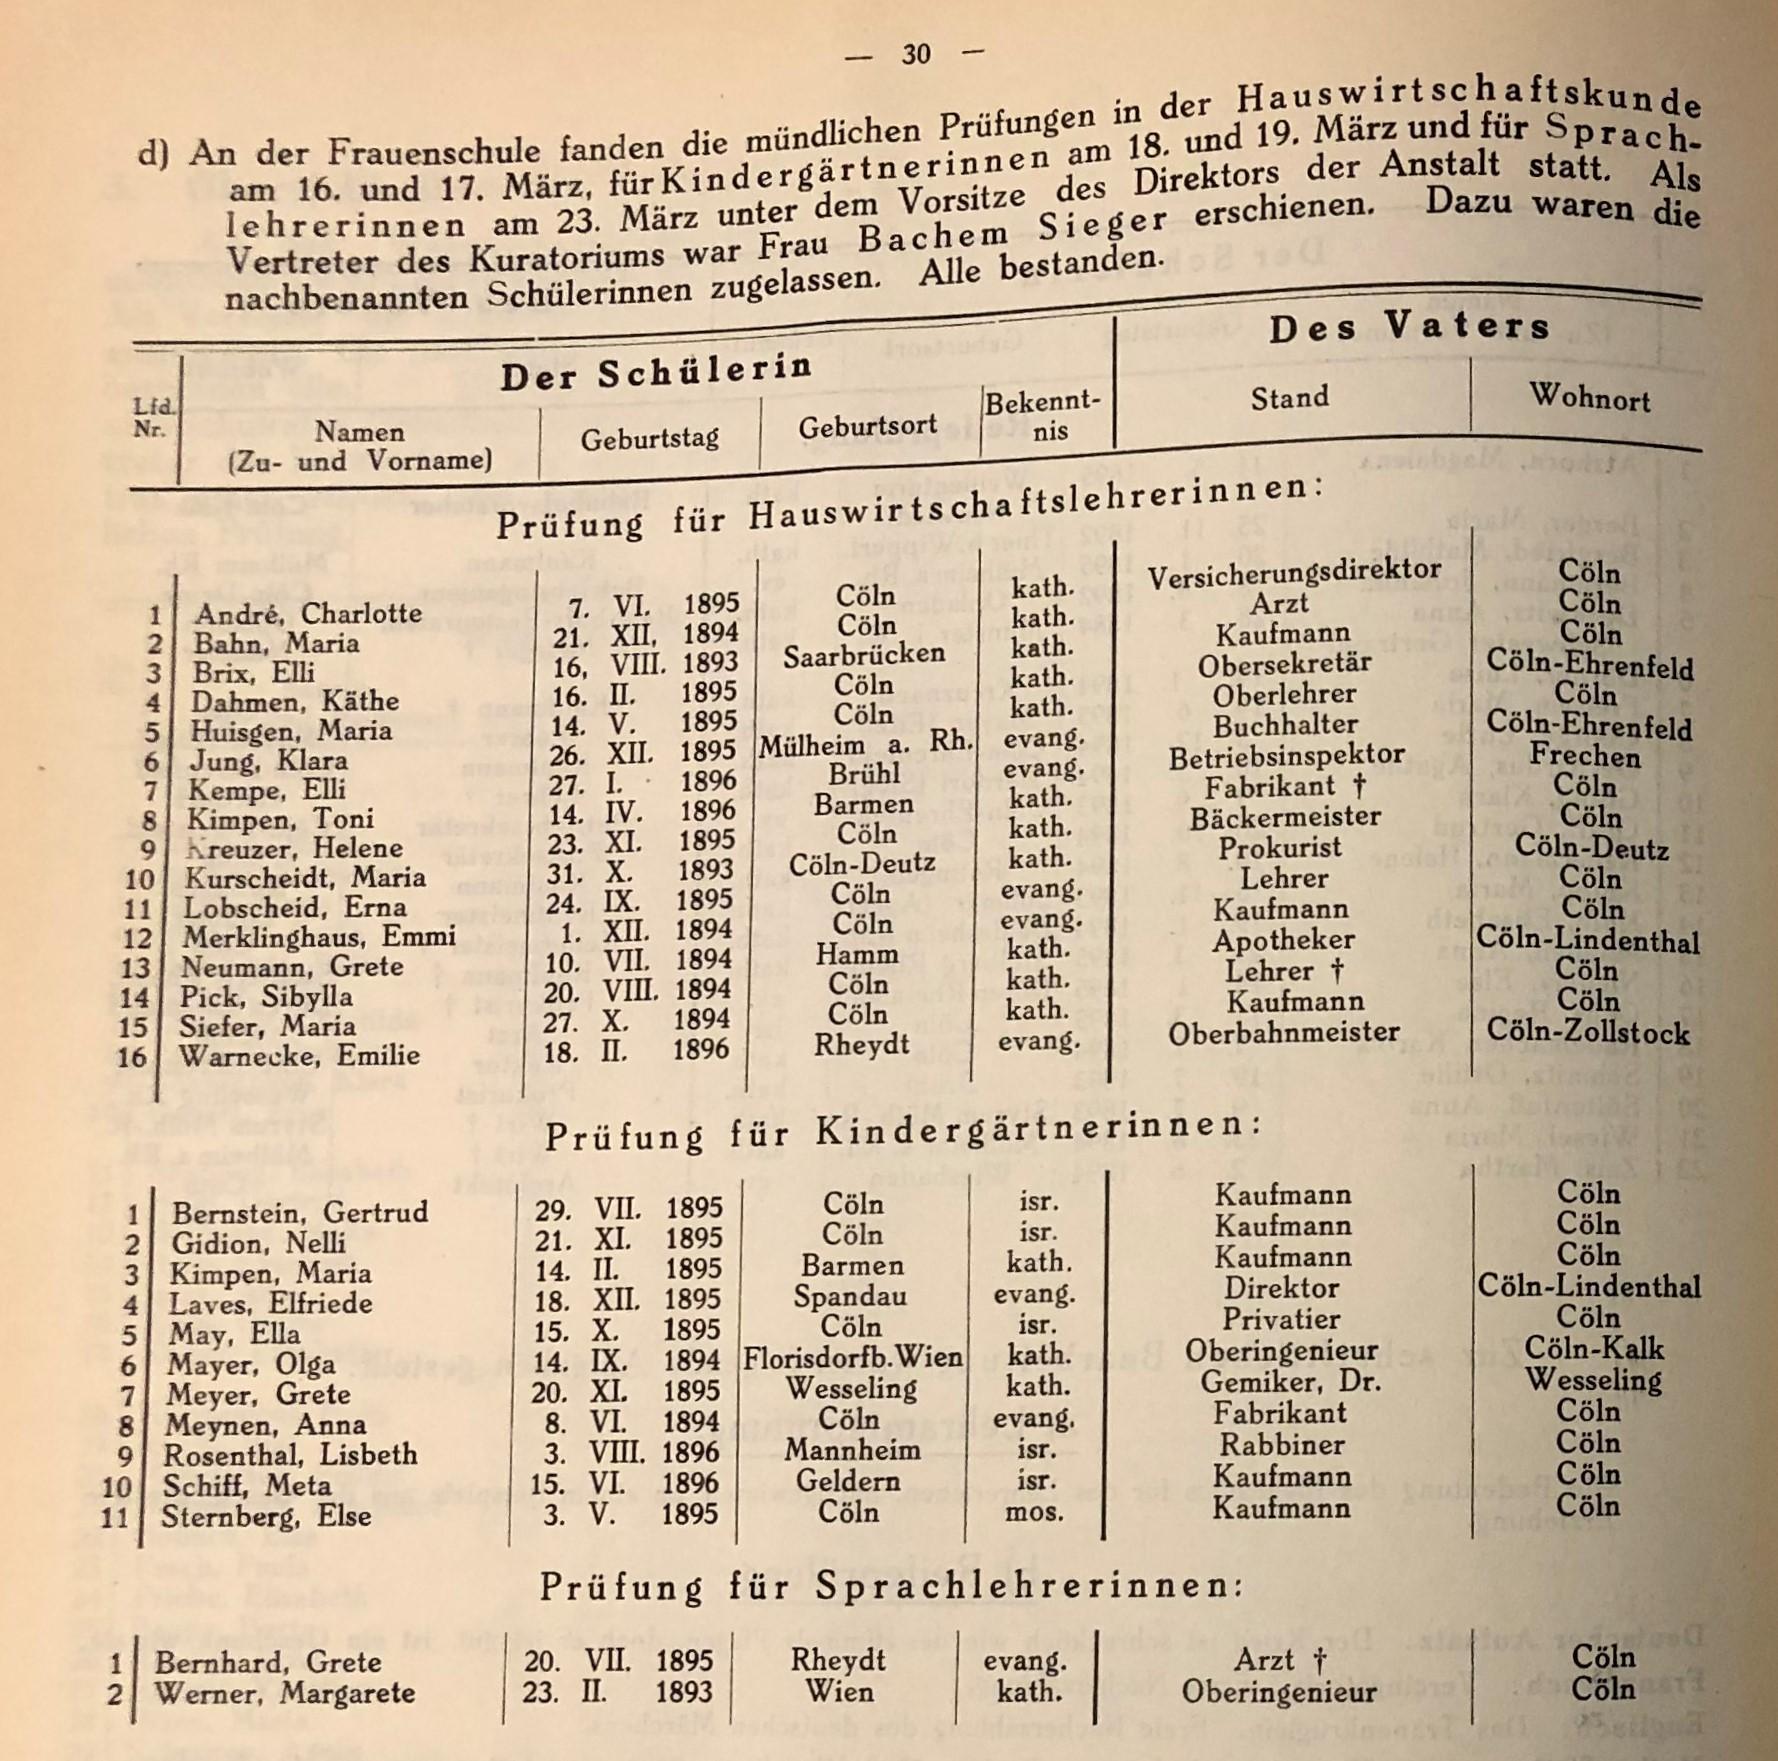 — 30 —
d) An der Frauenschule fanden die mündlichen Prüfungen in der Hauswirtschaftskunde
am 16. und 17. März, für Kindergärtnerinnen am 18. und 19. März und für Sprach-
lehrerinnen am 23. März unter dem Vorsitze des Direktors der Anstalt statt. Als
Vertreter des Kuratoriums war Frau Bachem Sieger erschienen. Dazu waren die
nachbenannten Schülerinnen zugelassen. Alle bestanden.
Der Schülerin Des Vaters
Lfd. Nr. Namen (Zu- und Vorname) Geburtstag Geburtsort Bekennt-nis Stand Wohnort
Prüfung für Hauswirtschaftslehrerinnen:
1 André, Charlotte 7. VI. 1895 Cöln kath. Versicherungsdirektor Cöln
2 Bahn, Maria 21. XII, 1894 Cöln kath. Arzt Cöln
3 Brix, Elli 16, VIII. 1893 Saarbrücken kath. Kaufmann Cöln
4 Dahmen, Käthe 16. II. 1895 Cöln kath. Obersekretär Cöln-Ehrenfeld
5 Huisgen, Maria 14. V. 1895 Cöln kath. Oberlehrer Cöln
6 Jung, Klara 26. XII. 1895 Mülheim a. Rh. evang. Buchhalter Cöln-Ehrenfeld
7 Kempe, Elli 27. I. 1896 Brühl evang. Betriebsinspektor Frechen
8 Kimpen, Toni 14. IV. 1896 Barmen kath. Fabrikant † Cöln
9 Kreuzer, Helene 23. XI. 1895 Cöln kath. Bäckermeister Cöln
10 Kurscheidt, Maria 31. X. 1893 Cöln-Deutz kath. Prokurist Cöln-Deutz
11 Lobscheid, Erna 24. IX. 1895 Cöln evang. Lehrer Cöln
12 Merklinghaus, Emmi 1. XII. 1894 Cöln evang. Kaufmann Cöln
13 Neumann, Grete 10. VII. 1894 Hamm kath. Apotheker Cöln-Lindenthal
14 Pick, Sibylla 20. VIII. 1894 Cöln kath. Lehrer † Cöln
15 Siefer, Maria 27. X. 1894 Cöln kath. Kaufmann Cöln
16 Warnecke, Emilie 18. II. 1896 Rheydt evang. Oberbahnmeister Cöln-Zollstock
Prüfung für Kindergärtnerinnen:
1 Bernstein, Gertrud 29. VII. 1895 Cöln isr. Kaufmann Cöln
2 Gidion, Nelli 21. XI. 1895 Cöln isr. Kaufmann Cöln
3 Kimpen, Maria 14. II. 1895 Barmen kath. Kaufmann Cöln
4 Laves, Elfriede 18. XII. 1895 Spandau evang. Direktor Cöln-Lindenthal
5 May, Ella 15. X. 1895 Cöln isr. Privatier Cöln
6 Mayer, Olga 14. IX. 1894 Florisdorfb.Wien kath. Oberingenieur Cöln-Kalk
7 Meyer, Grete 20. XI. 1895 Wesseling kath. Gemiker, Dr. Wesseling
8 Meynen, Anna 8. VI. 1894 Cöln evang. Fabrikant Cöln
9 Rosenthal, Lisbeth 3. VIII. 1896 Mannheim isr. Rabbiner Cöln
10 Schiff, Meta 15. VI. 1896 Geldern isr. Kaufmann Cöln
11 Sternberg, Else 3. V. 1895 Cöln mos. Kaufmann Cöln
Prüfung für Sprachlehrerinnen:
1 Bernhard, Grete 20. VII. 1895 Rheydt evang. Arzt † Cöln
2 Werner, Margarete 23. II. 1893 Wien kath. Oberingenieur Cöln